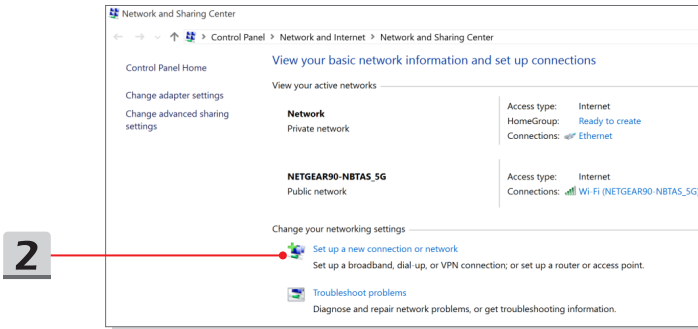 Network and Sharing Center
Control Panel > Network and Internet > Network and Sharing Center
Control Panel Home
Change adapter settings
Change advanced sharing
settings
View your basic network information and set up connections
View your active networks
Network
Private network
Access type: Internet
HomeGroup: Ready to create
Connections: Ethernet
NETGEAR90-NBTAS_5G
Public network
Access type: Internet
Connections: Wi-Fi (NETGEAR90-NBTAS_5G)
Change your networking settings
2
Set up a new connection or network
Set up a broadband, dial-up, or VPN connection; or set up a router or access point.
Troubleshoot problems
Diagnose and repair network problems, or get troubleshooting information.